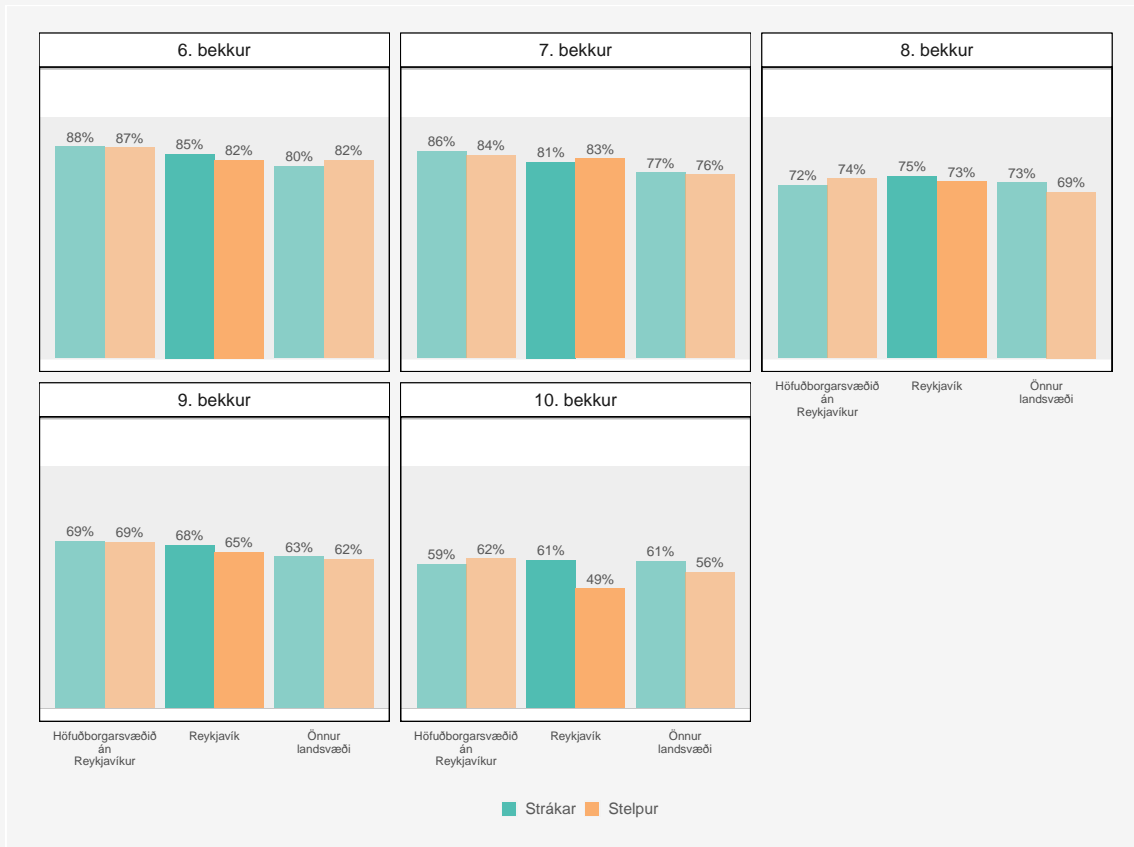 6. bekkur
88% 87% 85% 82% 80% 82%
7. bekkur
86% 84% 81% 83% 77% 76%
8. bekkur
72% 74% 75% 73% 73% 69%
Höfuðborgarsvæðið
án
Reykjavíkur
Reykjavík
Önnur
landsvæði
9. bekkur
69% 69% 68% 65% 63% 62%
Höfuðborgarsvæðið
án
Reykjavíkur
Reykjavík
Önnur
landsvæði
10. bekkur
59% 62% 61% 49% 61% 56%
Höfuðborgarsvæðið
án
Reykjavíkur
Reykjavík
Önnur
landsvæði
Strákar Stelpur